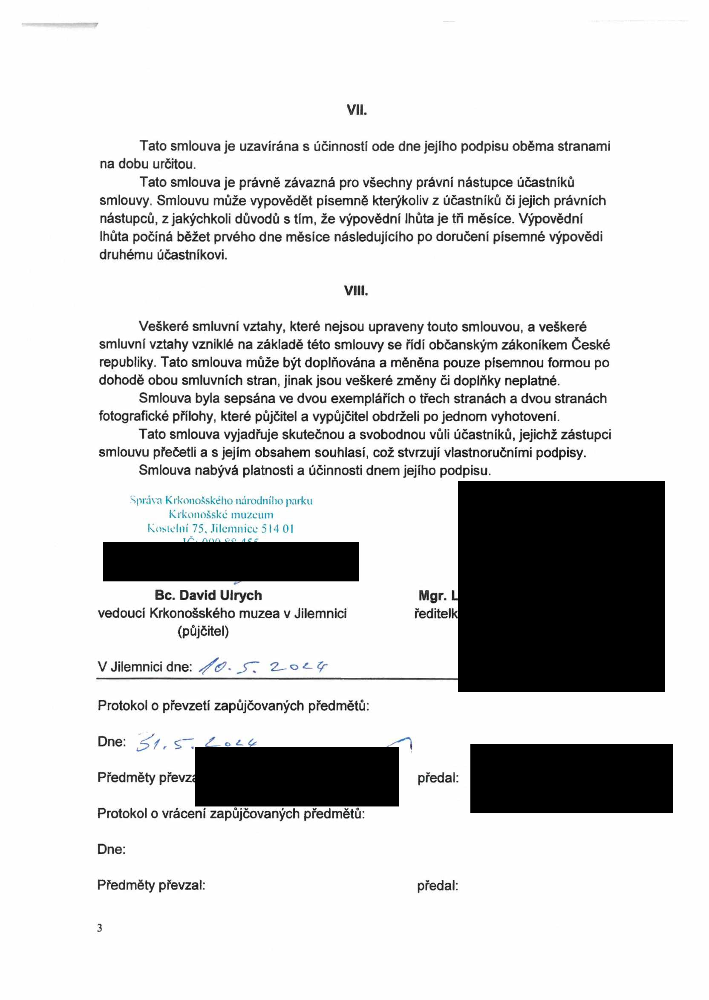 VII.
Tato smlouva je uzavírána s účinností ode dne jejího podpisu oběma stranami
na dobu určitou.
Tato smlouva je právně závazná pro všechny právní nástupce účastníků
smlouvy. Smlouvu může vypovědět písemně kterýkoliv z účastníků či jejich právních
nástupců, z jakýchkoli důvodů s tím, že výpovědní lhůta je tři měsíce. Výpovědní
lhůta počíná běžet prvého dne měsíce následujícího po doručení písemné výpovědi
druhému účastníkovi.
VIII.
Veškeré smluvní vztahy, které nejsou upraveny touto smlouvou, a veškeré
smluvní vztahy vzniklé na základě této smlouvy se řídí občanským zákoníkem České
republiky. Tato smlouva může být doplňována a měněna pouze písemnou formou po
dohodě obou smluvních stran, jinak jsou veškeré změny či doplňky neplatné.
Smlouva byla sepsána ve dvou exemplářích o třech stranách a dvou stranách
fotografické přílohy, které půjčitel a vypůjčitel obdrželi po jednom vyhotovení.
Tato smlouva vyjadřuje skutečnou a svobodnou vůli účastníků, jejichž zástupci
smlouvu přečetli a s jejím obsahem souhlasí, což stvrzují vlastnoručními podpisy.
Smlouva nabývá platnosti a účinnosti dnem jejího podpisu.
Správa Krkonošského národního parku
Krkonošské muzeum
Kostelní 75, Jilemnice 514 01
Bc. David Ulrych
Mgr. L
vedoucí Krkonošského muzea v Jilemnici
ředitelk
(půjčitel)
V Jilemnici dne: 10. 5. 2024
Protokol o převzetí zapůjčovaných předmětů:
Dne: 31. 5. 2024
Předměty převza
předal:
Protokol o vrácení zapůjčovaných předmětů:
Dne:
Předměty převzal:
předal:
3